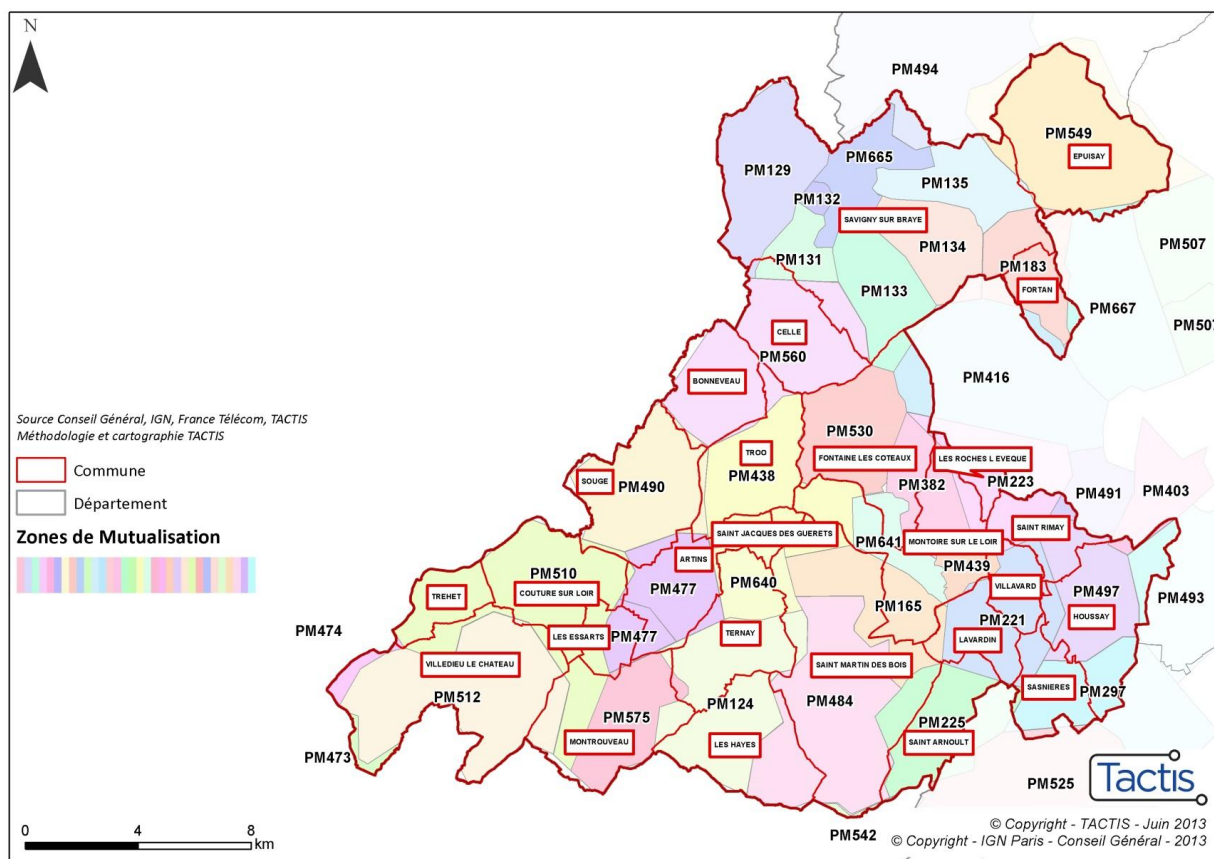 N
PM494
PM549
EPUISAY
PM129
PM665
PM132
PM135
SAVIGNY SUR BRAYE
PM134
PM131
PM183
PM507
FORTAN
PM133
PM667
PM507
CELLE
PM560
BONNEVEAU
PM416
Source Conseil Général, IGN, France Télécom, TACTIS
Méthodologie et cartographie TACTIS
Commune
Département
Zones de Mutualisation
PM530
TROO
FONTAINE LES COTEAUX
LES ROCHES L EVEQUE
PM438
PM382
PM223
SOUGE
PM490
PM491
PM403
SAINT JACQUES DES GUERETS
PM641
MONTOIRE SUR LE LOIR
SAINT RIMAY
ARTINS
PM439
PM510
PM477
PM640
VILLAVARD
TREHET
COUTURE SUR LOIR
PM165
PM497
PM493
PM221
HOUSSAY
LES ESSARTS
PM477
TERNAY
LAVARDIN
PM474
VILLEDIEU LE CHATEAU
SAINT MARTIN DES BOIS
SASNIERES
PM297
PM512
PM575
PM124
PM484
PM225
MONTROUVEAU
LES HAYES
SAINT ARNOULT
PM473
PM525
Tactis
PM542
0 4 8
km
© Copyright - TACTIS - Juin 2013
© Copyright - IGN Paris - Conseil Général - 2013